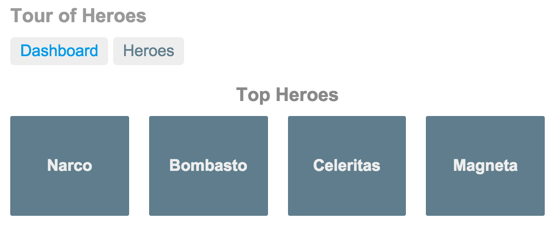 Tour of Heroes
Dashboard Heroes
Top Heroes
Narco Bombasto Celeritas Magneta